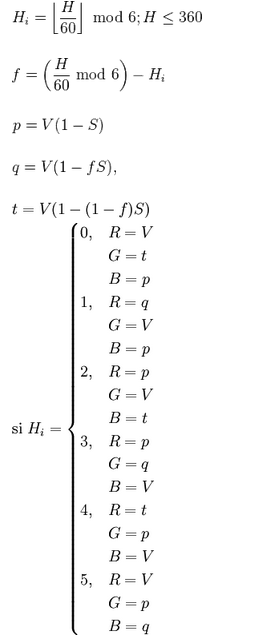 H_i = ⌊H/60⌋ mod 6; H ≤ 360
f = (H/60 mod 6) − H_i
p = V(1 − S)
q = V(1 − fS),
t = V(1 − (1 − f)S)
si H_i = {
0, R = V
G = t
B = p
1, R = q
G = V
B = p
2, R = p
G = V
B = t
3, R = p
G = q
B = V
4, R = t
G = p
B = V
5, R = V
G = p
B = q